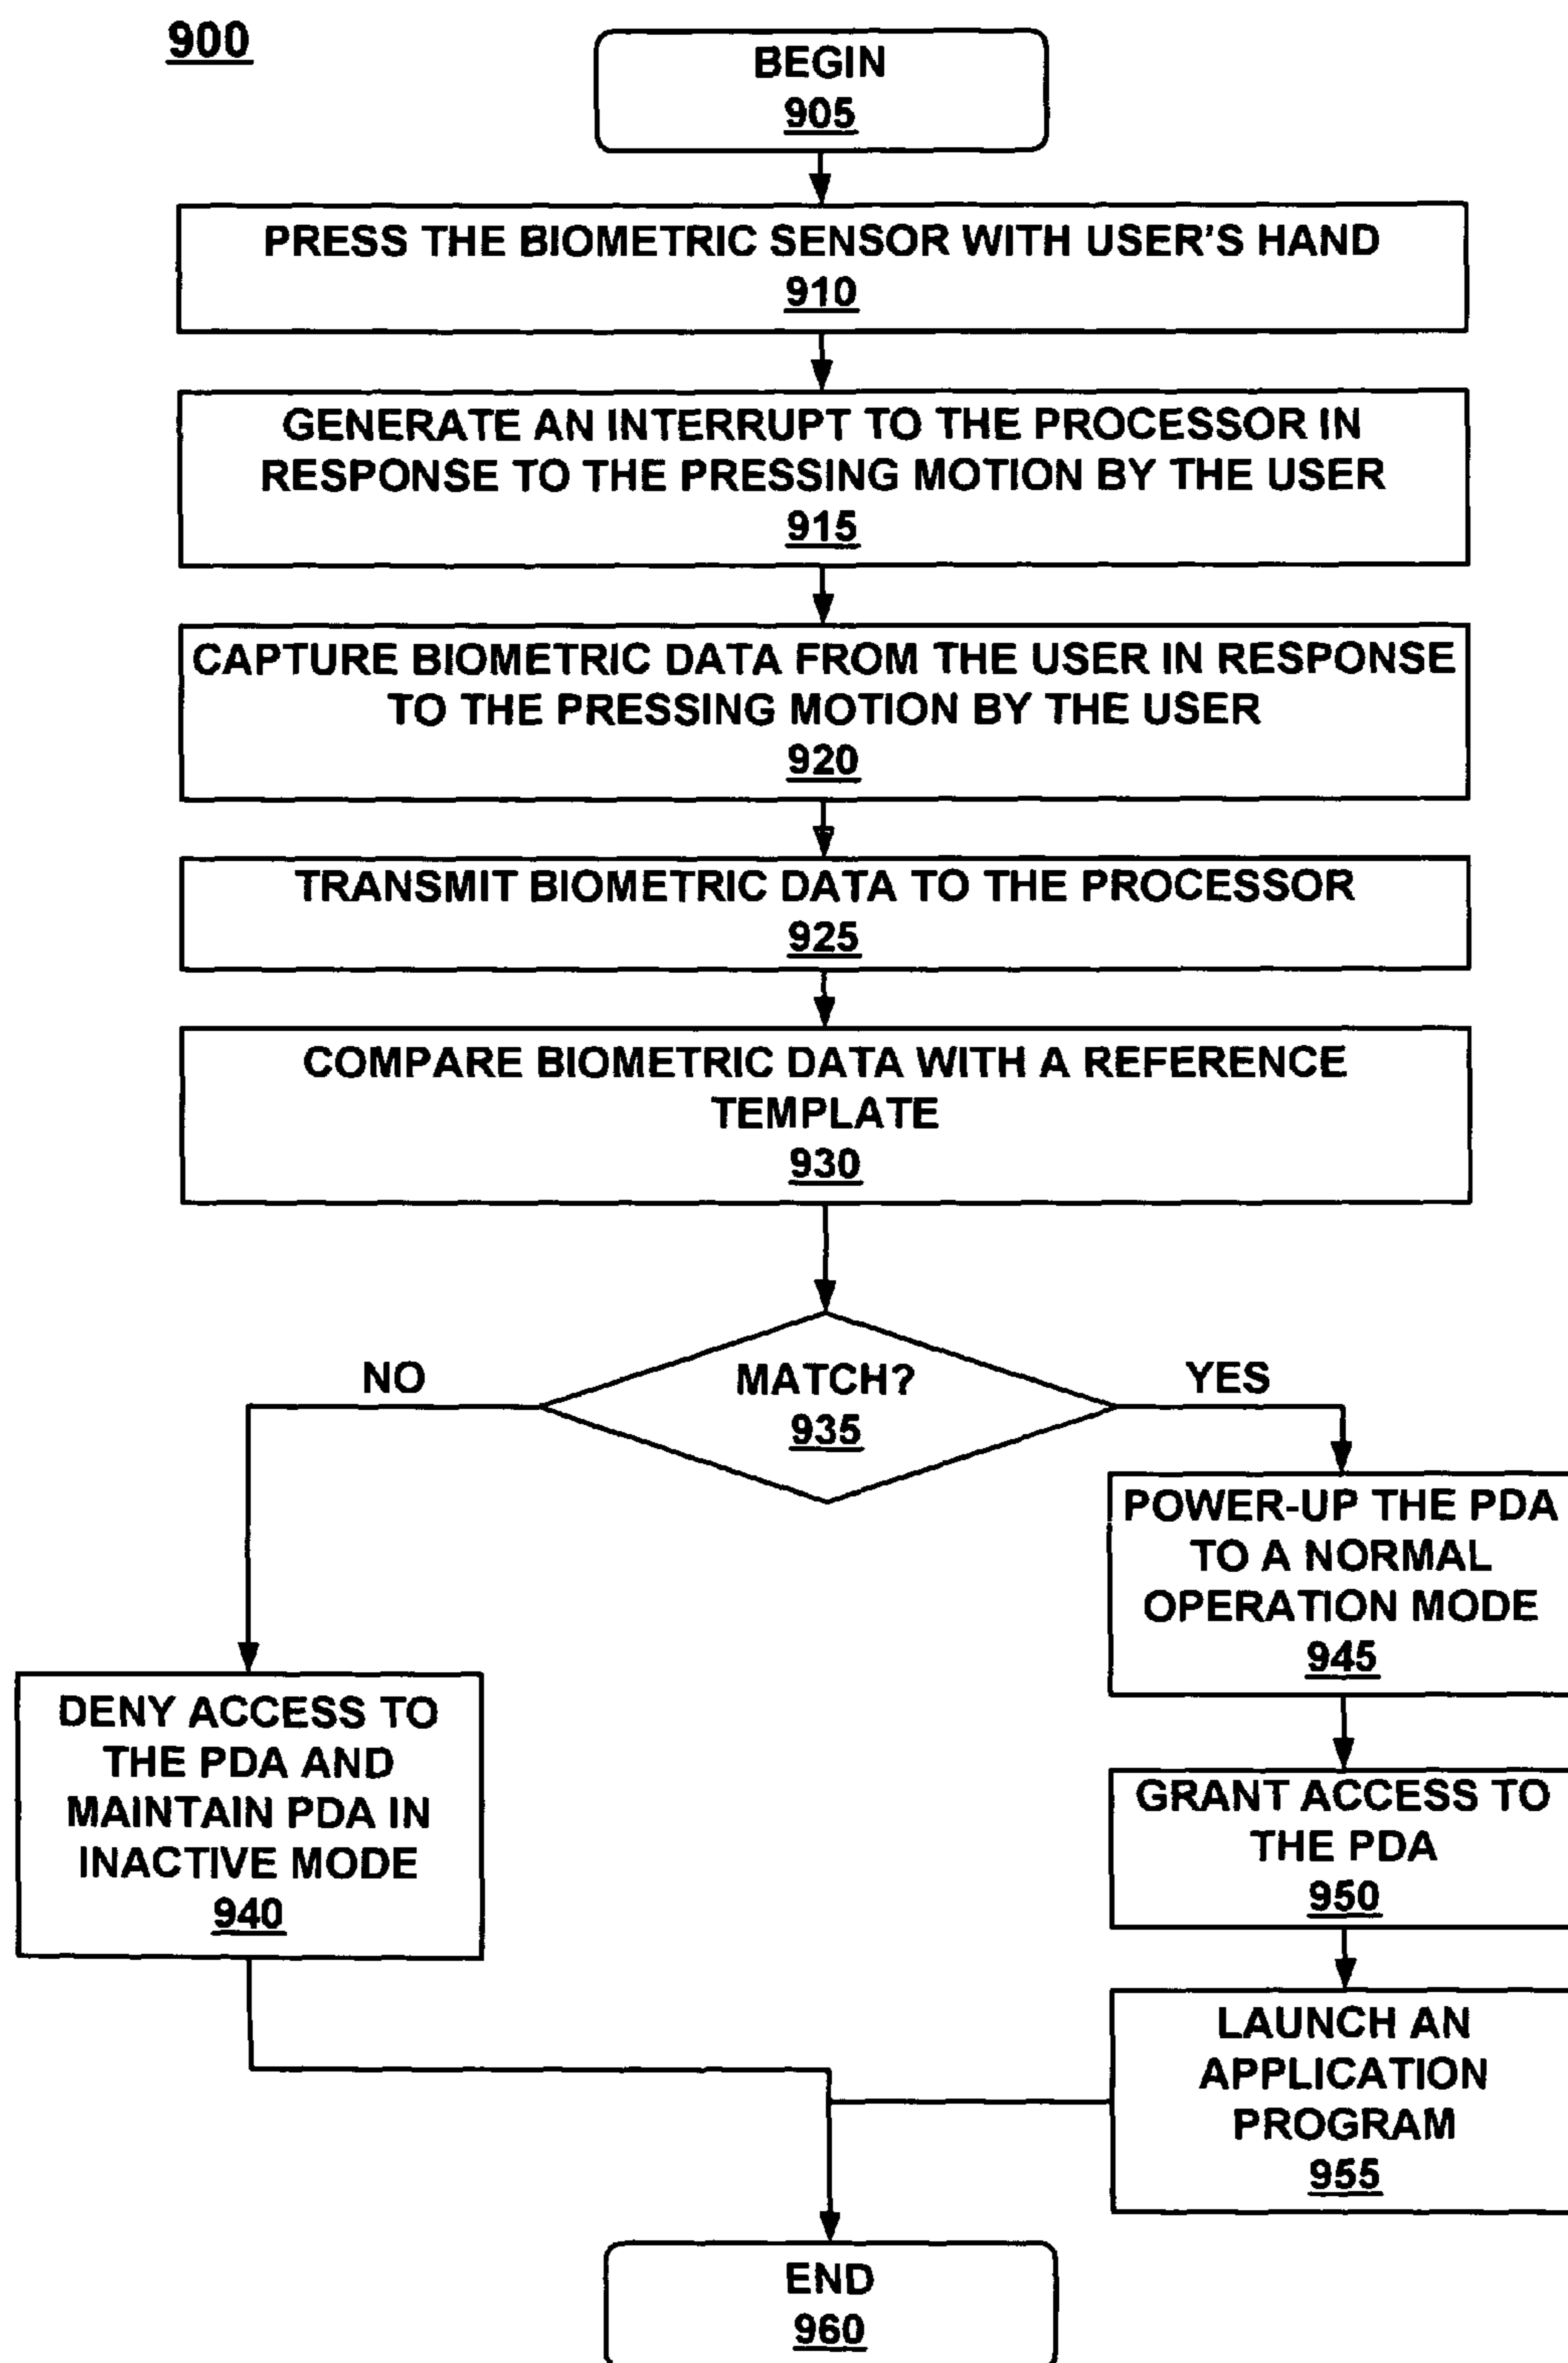 900
BEGIN
905
PRESS THE BIOMETRIC SENSOR WITH USER'S HAND
910
GENERATE AN INTERRUPT TO THE PROCESSOR IN
RESPONSE TO THE PRESSING MOTION BY THE USER
915
CAPTURE BIOMETRIC DATA FROM THE USER IN RESPONSE
TO THE PRESSING MOTION BY THE USER
920
TRANSMIT BIOMETRIC DATA TO THE PROCESSOR
925
COMPARE BIOMETRIC DATA WITH A REFERENCE
TEMPLATE
930
MATCH?
935
NO
YES
POWER-UP THE PDA
TO A NORMAL
OPERATION MODE
945
DENY ACCESS TO
THE PDA AND
MAINTAIN PDA IN
INACTIVE MODE
940
GRANT ACCESS TO
THE PDA
950
LAUNCH AN
APPLICATION
PROGRAM
955
END
960